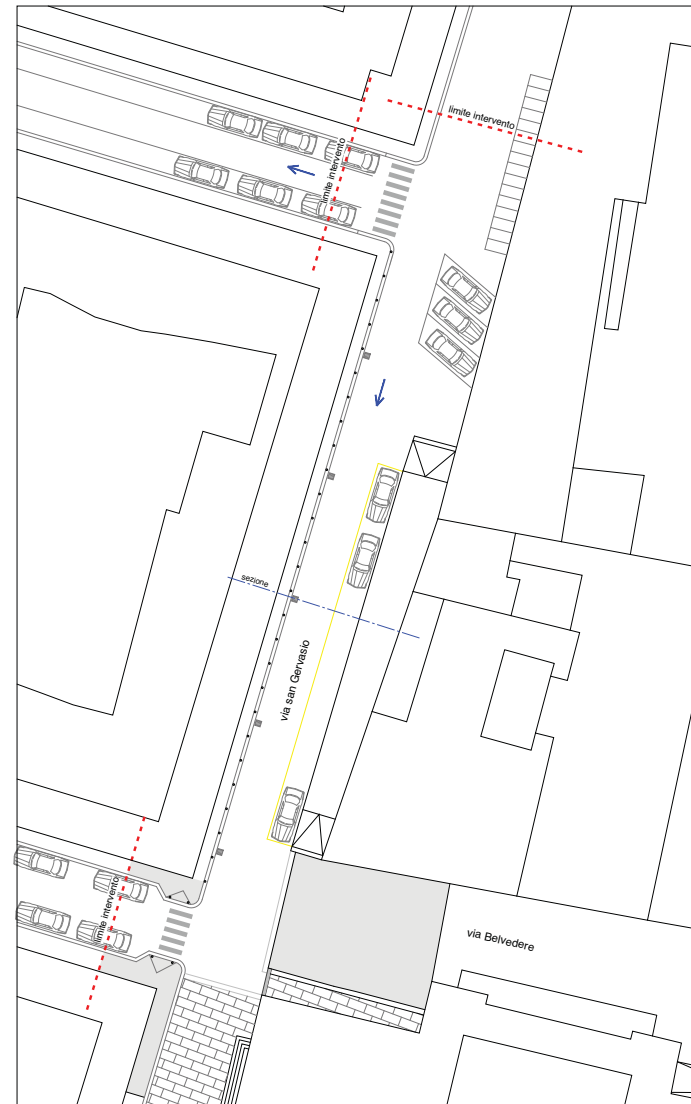 limite intervento
limite intervento
sezione
via san Gervasio
limite intervento
via Belvedere